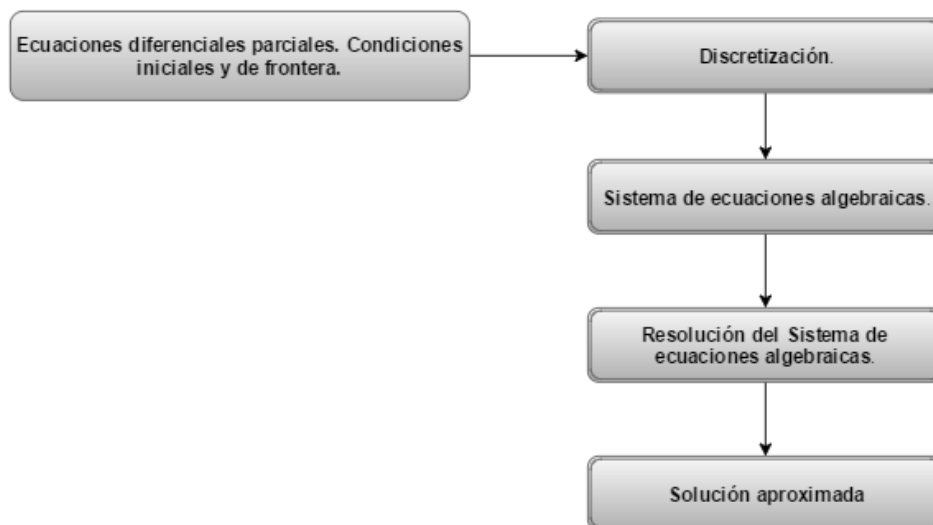 Ecuaciones diferenciales parciales. Condiciones
iniciales y de frontera.
Discretización.
Sistema de ecuaciones algebraicas.
Resolución del Sistema de
ecuaciones algebraicas.
Solución aproximada